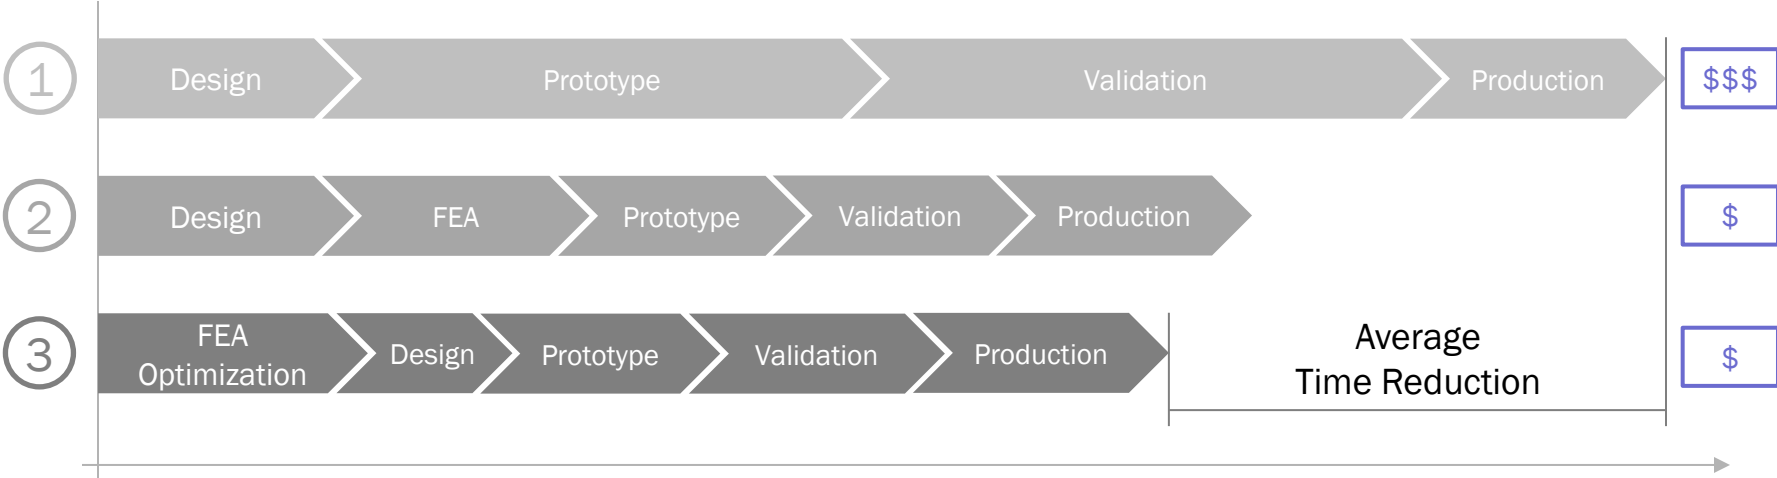 1
Design
Prototype
Validation
Production
$$$
2
Design
FEA
Prototype
Validation
Production
$
3
FEA
Optimization
Design
Prototype
Validation
Production
Average
Time Reduction
$